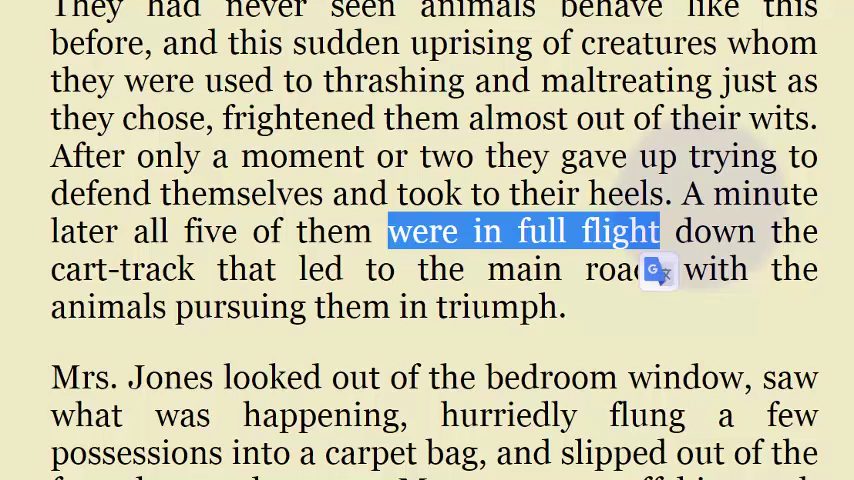 They had never seen animals behave like this
before, and this sudden uprising of creatures whom
they were used to thrashing and maltreating just as
they chose, frightened them almost out of their wits.
After only a moment or two they gave up trying to
defend themselves and took to their heels. A minute
later all five of them were in full flight down the
cart-track that led to the main road with the
animals pursuing them in triumph.
Mrs. Jones looked out of the bedroom window, saw
what was happening, hurriedly flung a few
possessions into a carpet bag, and slipped out of the